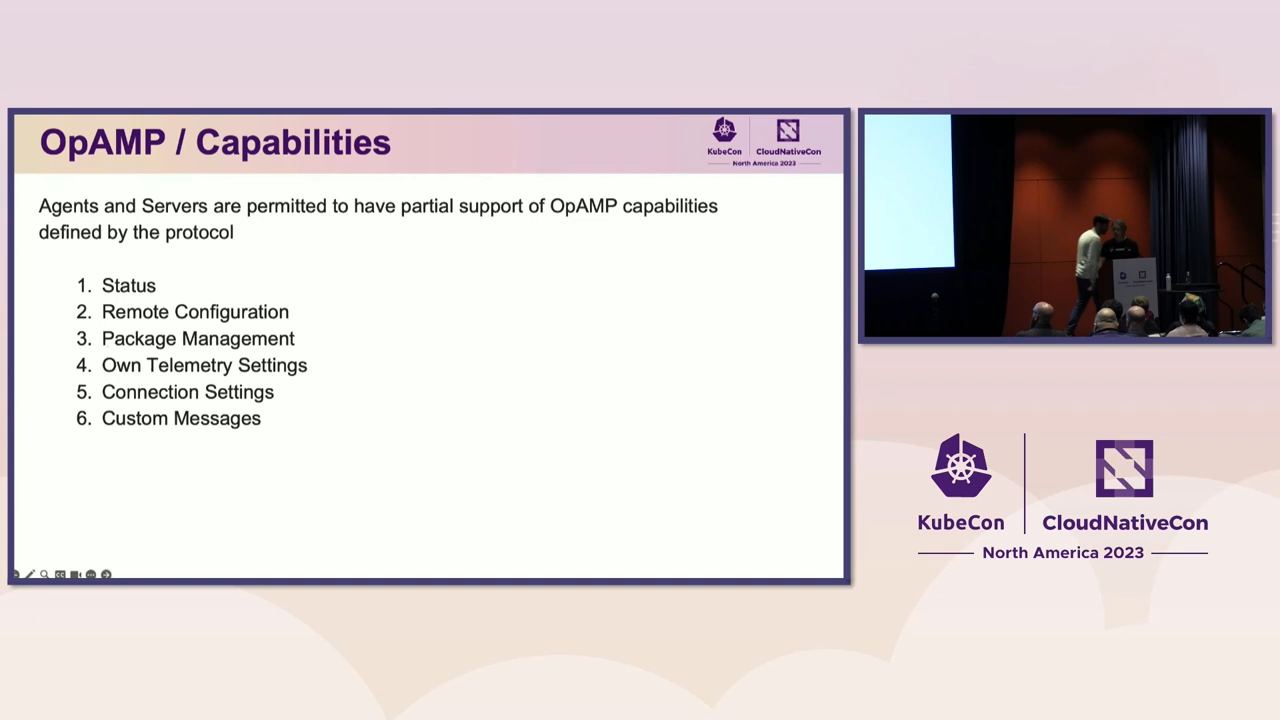 OpAMP / Capabilities
KubeCon
CloudNativeCon
North America 2023
Agents and Servers are permitted to have partial support of OpAMP capabilities
defined by the protocol
1. Status
2. Remote Configuration
3. Package Management
4. Own Telemetry Settings
5. Connection Settings
6. Custom Messages
KubeCon
CloudNativeCon
North America 2023